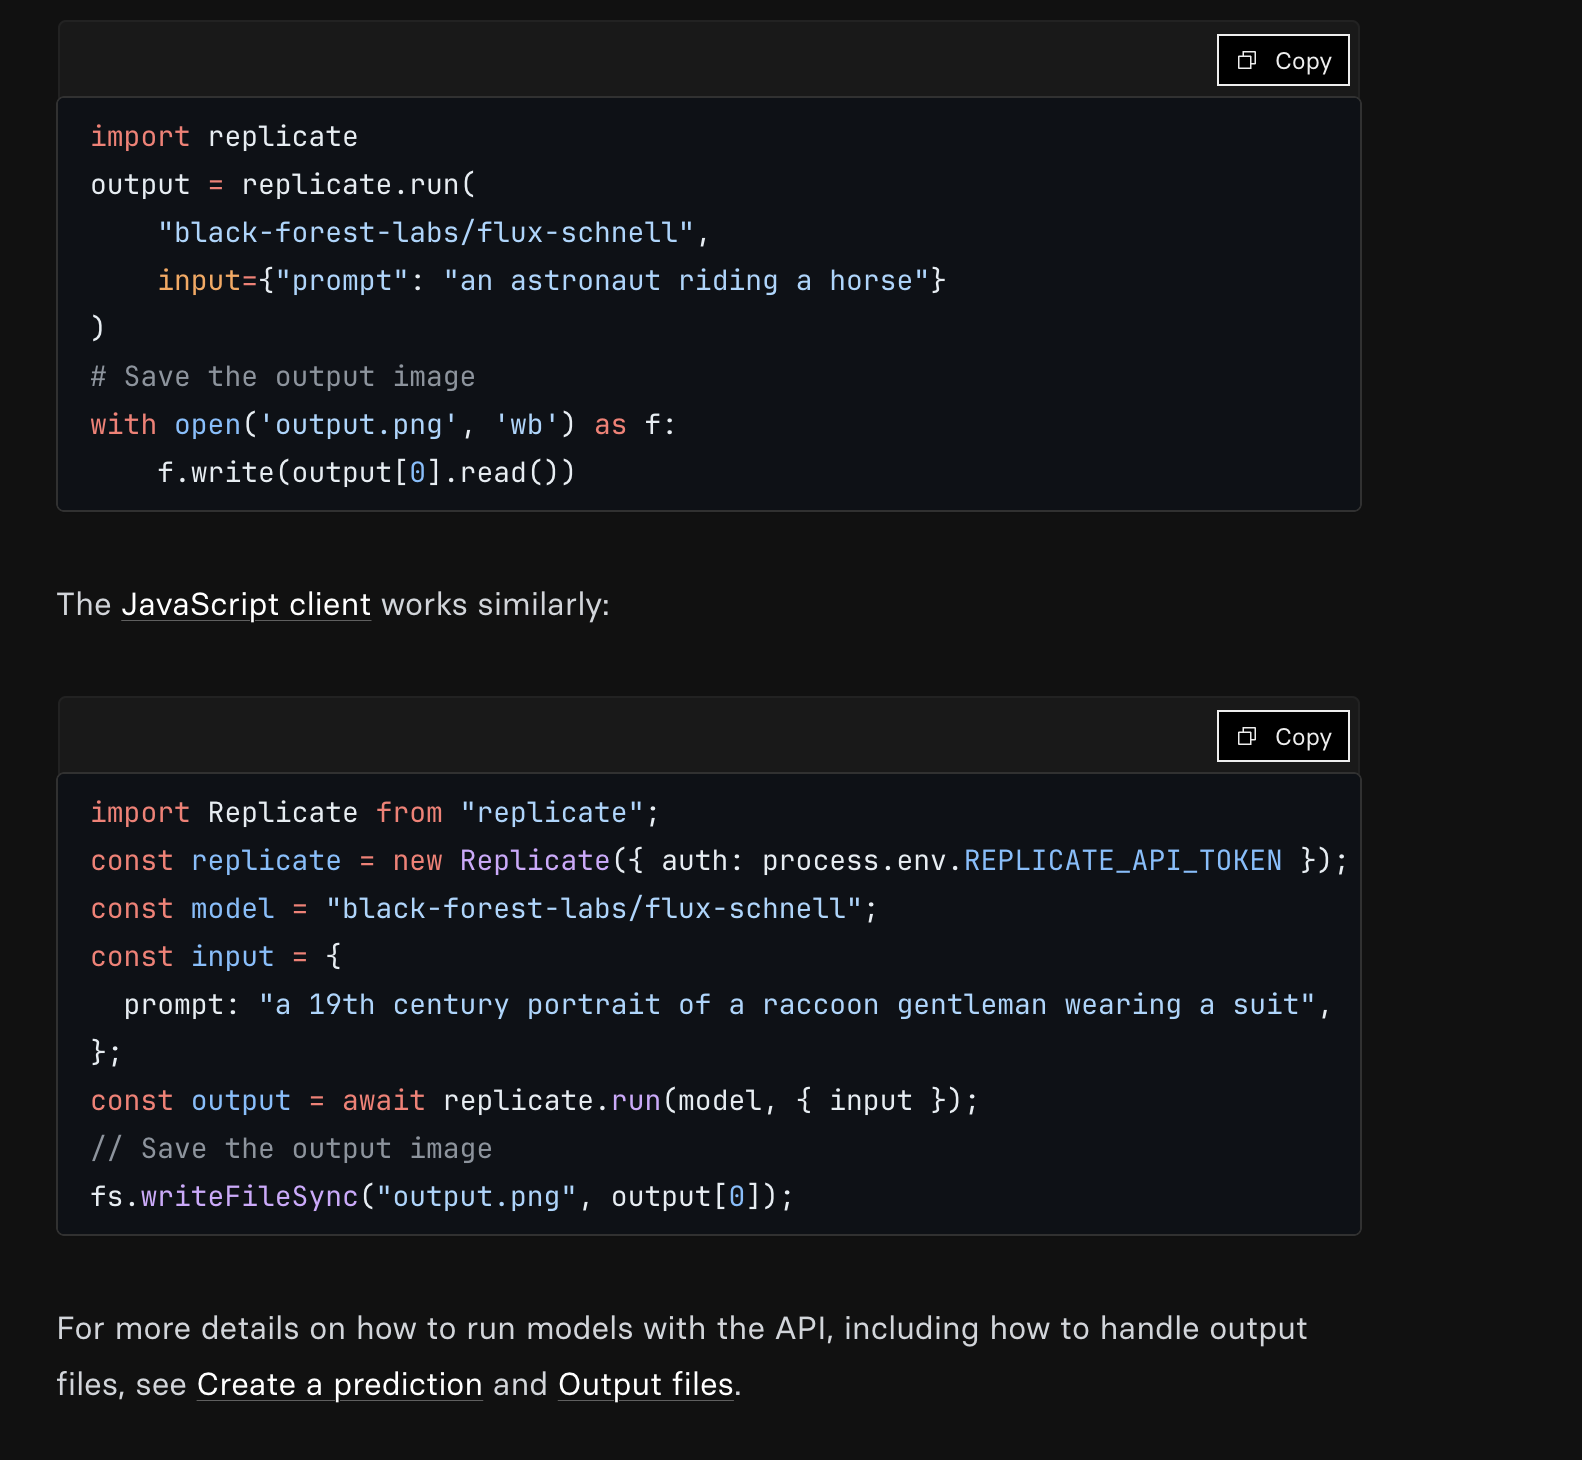 Copy
import replicate
output = replicate.run(
    "black-forest-labs/flux-schnell",
    input={"prompt": "an astronaut riding a horse"}
)
# Save the output image
with open('output.png', 'wb') as f:
    f.write(output[0].read())
The JavaScript client works similarly:
Copy
import Replicate from "replicate";
const replicate = new Replicate({ auth: process.env.REPLICATE_API_TOKEN });
const model = "black-forest-labs/flux-schnell";
const input = {
  prompt: "a 19th century portrait of a raccoon gentleman wearing a suit",
};
const output = await replicate.run(model, { input });
// Save the output image
fs.writeFileSync("output.png", output[0]);
For more details on how to run models with the API, including how to handle output
files, see Create a prediction and Output files.